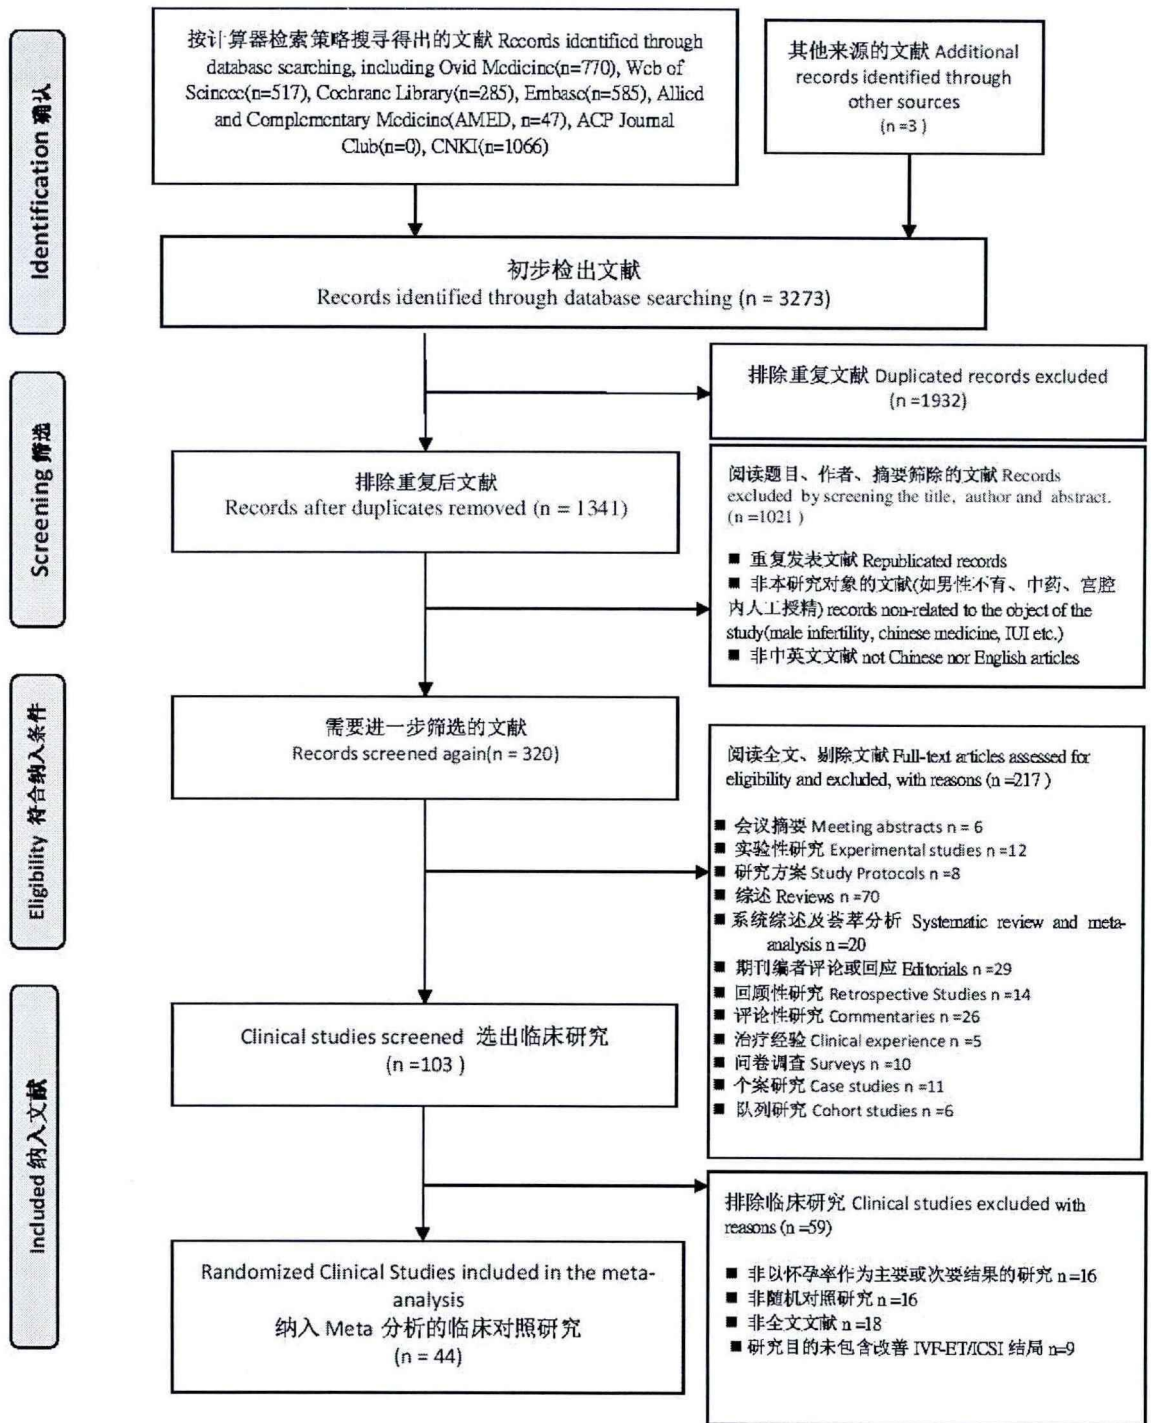 Identification 确认
按计算器检索策略搜寻得出的文献 Records identified through
database searching, including Ovid Medicine(n=770), Web of
Scince(n=517), Cochrane Library(n=285), Embase(n=585), Allied
and Complementary Medicine(AMED, n=47), ACP Journal
Club(n=0), CNKI(n=1066)
其他来源的文献 Additional
records identified through
other sources
(n =3 )
初步检出文献
Records identified through database searching (n = 3273)
Screening 筛选
排除重复文献 Duplicated records excluded
(n =1932)
排除重复后文献
Records after duplicates removed (n = 1341)
阅读题目、作者、摘要筛除的文献 Records
excluded by screening the title, author and abstract.
(n =1021 )
■ 重复发表文献 Republicated records
■ 非本研究对象的文献(如男性不育、中药、宫腔
内人工授精) records non-related to the object of the
study(male infertility, chinese medicine, IUI etc.)
■ 非中英文文献 not Chinese nor English articles
Eligibility 符合纳入条件
需要进一步筛选的文献
Records screened again(n = 320)
阅读全文、剔除文献 Full-text articles assessed for
eligibility and excluded, with reasons (n =217 )
■ 会议摘要 Meeting abstracts n = 6
■ 实验性研究 Experimental studies n =12
■ 研究方案 Study Protocols n =8
■ 综述 Reviews n =70
■ 系统综述及荟萃分析 Systematic review and meta-
analysis n =20
■ 期刊编者评论或回应 Editorials n =29
■ 回顾性研究 Retrospective Studies n =14
■ 评论性研究 Commentaries n =26
■ 治疗经验 Clinical experience n =5
■ 问卷调查 Surveys n =10
■ 个案研究 Case studies n =11
■ 队列研究 Cohort studies n =6
Included 纳入文献
Clinical studies screened 选出临床研究
(n =103 )
排除临床研究 Clinical studies excluded with
reasons (n =59)
■ 非以怀孕率作为主要或次要结果的研究 n =16
■ 非随机对照研究 n =16
■ 非全文文献 n =18
■ 研究目的未包含改善 IVF-ET/ICSI 结局 n=9
Randomized Clinical Studies included in the meta-
analysis
纳入 Meta 分析的临床对照研究
(n = 44)